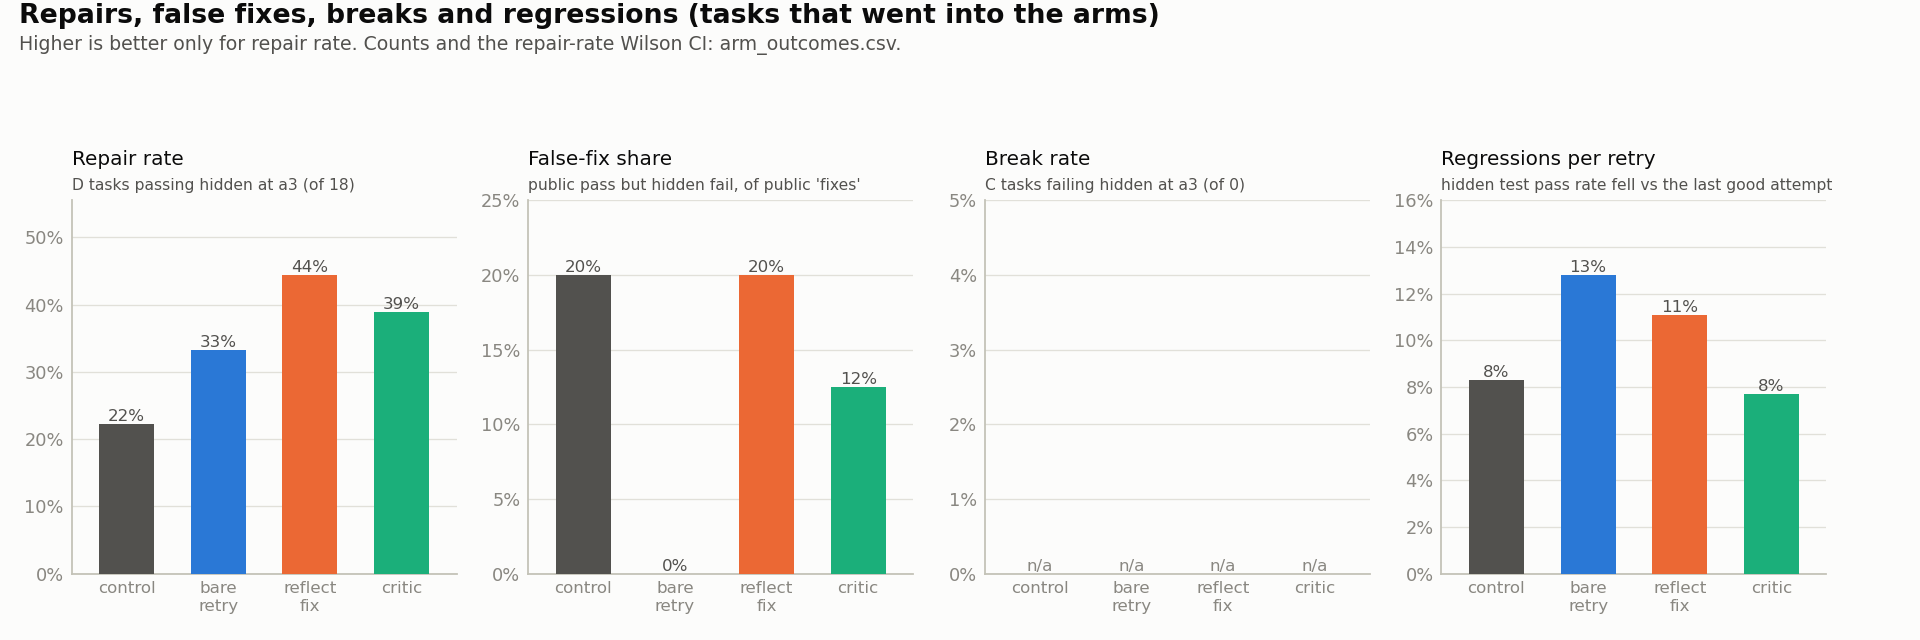 Repairs, false fixes, breaks and regressions (tasks that went into the arms)
Higher is better only for repair rate. Counts and the repair-rate Wilson CI: arm_outcomes.csv.
Repair rate
D tasks passing hidden at a3 (of 18)
50%
40%
30%
20%
10%
0%
22%
33%
44%
39%
control
bare
retry
reflect
fix
critic
False-fix share
public pass but hidden fail, of public 'fixes'
25%
20%
15%
10%
5%
0%
20%
0%
20%
12%
control
bare
retry
reflect
fix
critic
Break rate
C tasks failing hidden at a3 (of 0)
5%
4%
3%
2%
1%
0%
n/a
n/a
n/a
n/a
control
bare
retry
reflect
fix
critic
Regressions per retry
hidden test pass rate fell vs the last good attempt
16%
14%
12%
10%
8%
6%
4%
2%
0%
8%
13%
11%
8%
control
bare
retry
reflect
fix
critic